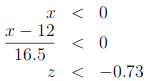 x < 0
x − 12
16.5 < 0
z < −0.73